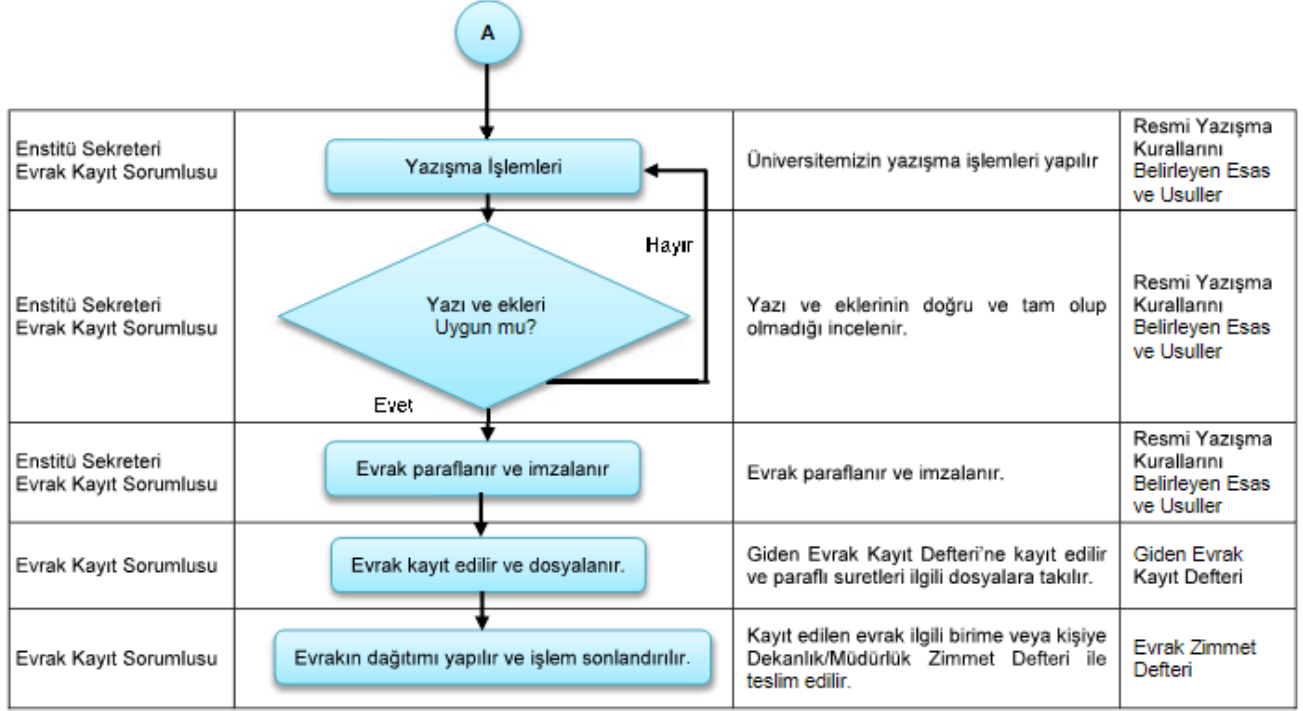 A
Enstitü Sekreteri
Evrak Kayıt Sorumlusu
Yazışma İşlemleri
Üniversitemizin yazışma işlemleri yapılır
Resmi Yazışma
Kurallarını
Belirleyen Esas
ve Usuller
Enstitü Sekreteri
Evrak Kayıt Sorumlusu
Yazı ve ekleri
Uygun mu?
Hayır
Evet
Yazı ve eklerinin doğru ve tam olup
olmadığı incelenir.
Resmi Yazışma
Kurallarını
Belirleyen Esas
ve Usuller
Enstitü Sekreteri
Evrak Kayıt Sorumlusu
Evrak paraflanır ve imzalanır
Evrak paraflanır ve imzalanır.
Resmi Yazışma
Kurallarını
Belirleyen Esas
ve Usuller
Evrak Kayıt Sorumlusu
Evrak kayıt edilir ve dosyalanır.
Giden Evrak Kayıt Defteri'ne kayıt edilir
ve paraflı suretleri ilgili dosyalara takılır.
Giden Evrak
Kayıt Defteri
Evrak Kayıt Sorumlusu
Evrakın dağıtımı yapılır ve işlem sonlandırılır.
Kayıt edilen evrak ilgili birime veya kişiye
Dekanlık/Müdürlük Zimmet Defteri ile
teslim edilir.
Evrak Zimmet
Defteri